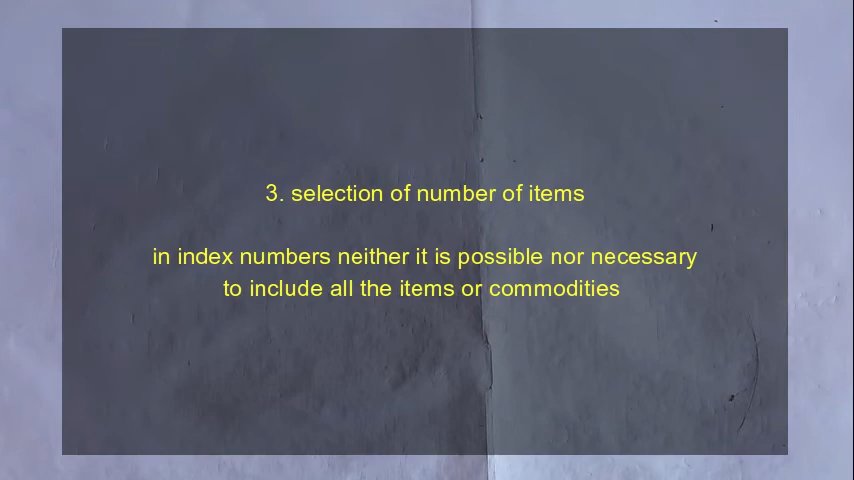 3. selection of number of items
in index numbers neither it is possible nor necessary
to include all the items or commodities